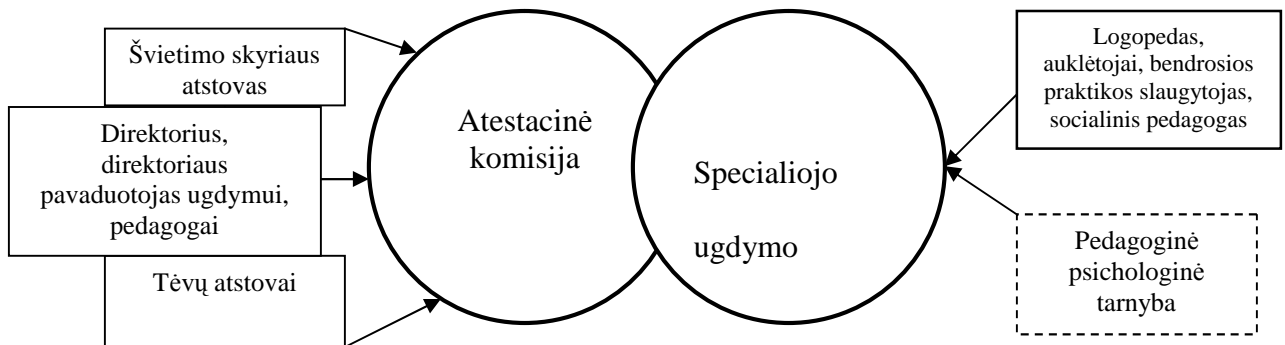 Švietimo skyriaus
atstovas
Direktorius,
direktoriaus
pavaduotojas ugdymui,
pedagogai
Tėvų atstovai
Atestacinė
komisija
Specialiojo
ugdymo
Logopedas,
auklėtojai, bendrosios
praktikos slaugytojas,
socialinis pedagogas
Pedagoginė
psichologinė
tarnyba